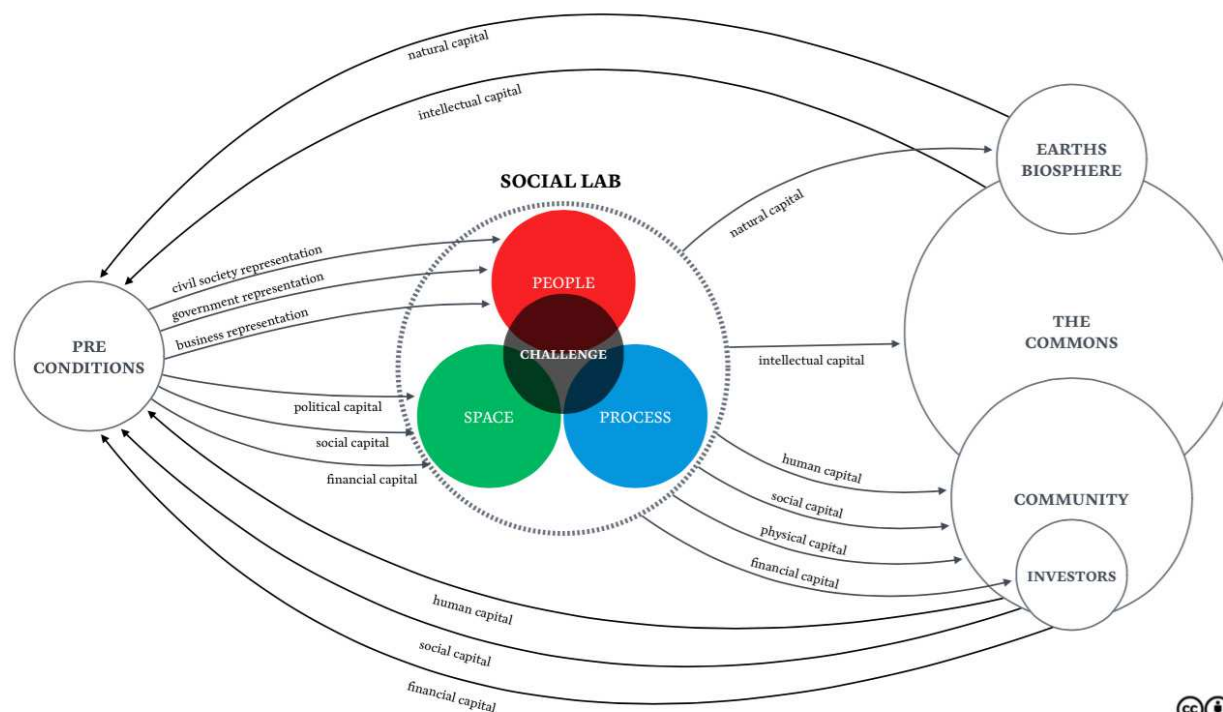 natural capital
intellectual capital
SOCIAL LAB
EARTHS
BIOSPHERE
natural capital
civil society representation
government representation
business representation
PEOPLE
PRE
CONDITIONS
CHALLENGE
THE
COMMONS
intellectual capital
political capital
social capital
financial capital
SPACE
PROCESS
human capital
social capital
physical capital
financial capital
COMMUNITY
INVESTORS
human capital
social capital
financial capital
cc